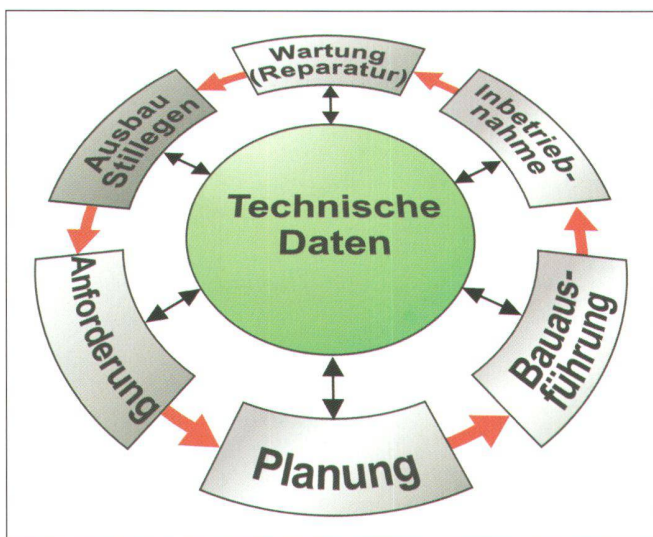 Wartung
(Reparatur)
Ausbau
Stillegen
Inbetrieb-
nahme
Technische
Daten
Anforderung
Bauaus-
führung
Planung